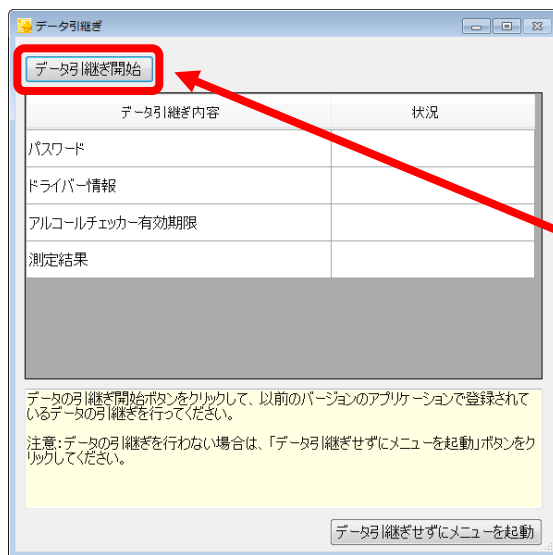 データ引継ぎ
データ引継ぎ開始
データ引継ぎ内容 状況
パスワード
ドライバー情報
アルコールチェッカー有効期限
測定結果
データの引継ぎ開始ボタンをクリックして、以前のバージョンのアプリケーションで登録されて
いるデータの引継ぎを行ってください。
注意:データの引継ぎを行わない場合は、「データ引継ぎせずにメニューを起動」ボタンをク
リックしてください。
データ引継ぎせずにメニューを起動